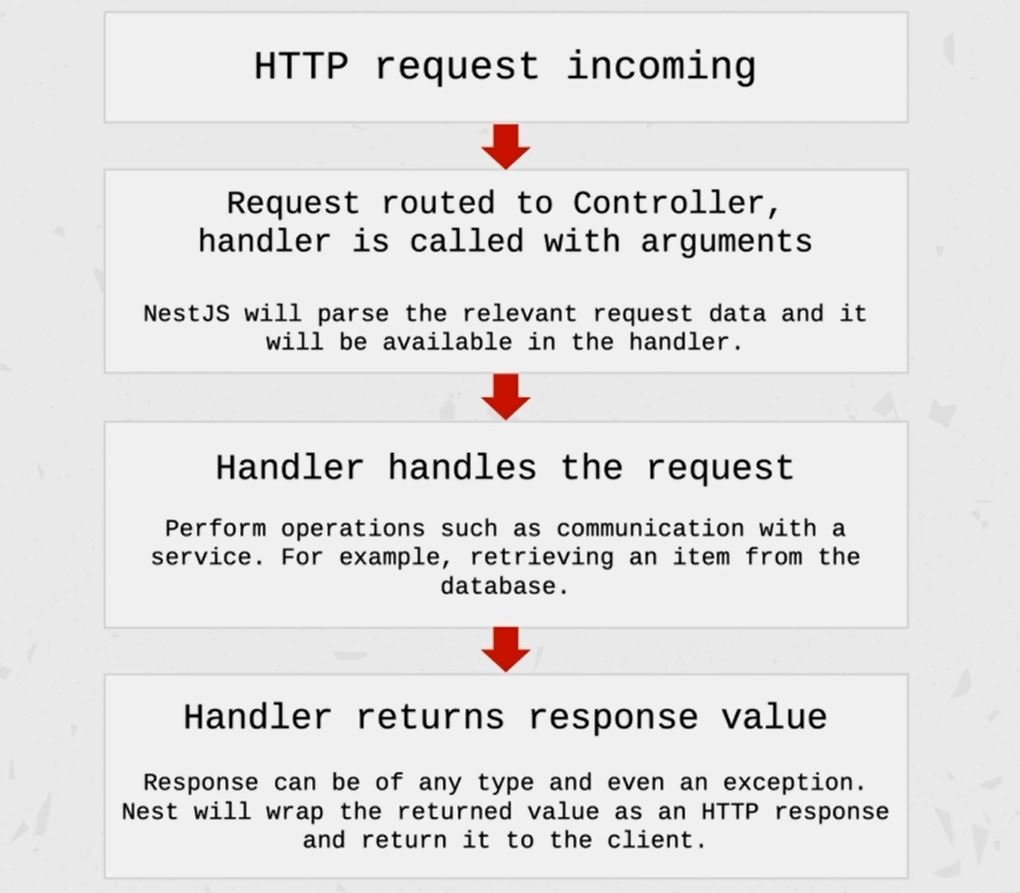 HTTP request incoming
Request routed to Controller,
handler is called with arguments
NestJS will parse the relevant request data and it
will be available in the handler.
Handler handles the request
Perform operations such as communication with a
service. For example, retrieving an item from the
database.
Handler returns response value
Response can be of any type and even an exception.
Nest will wrap the returned value as an HTTP response
and return it to the client.